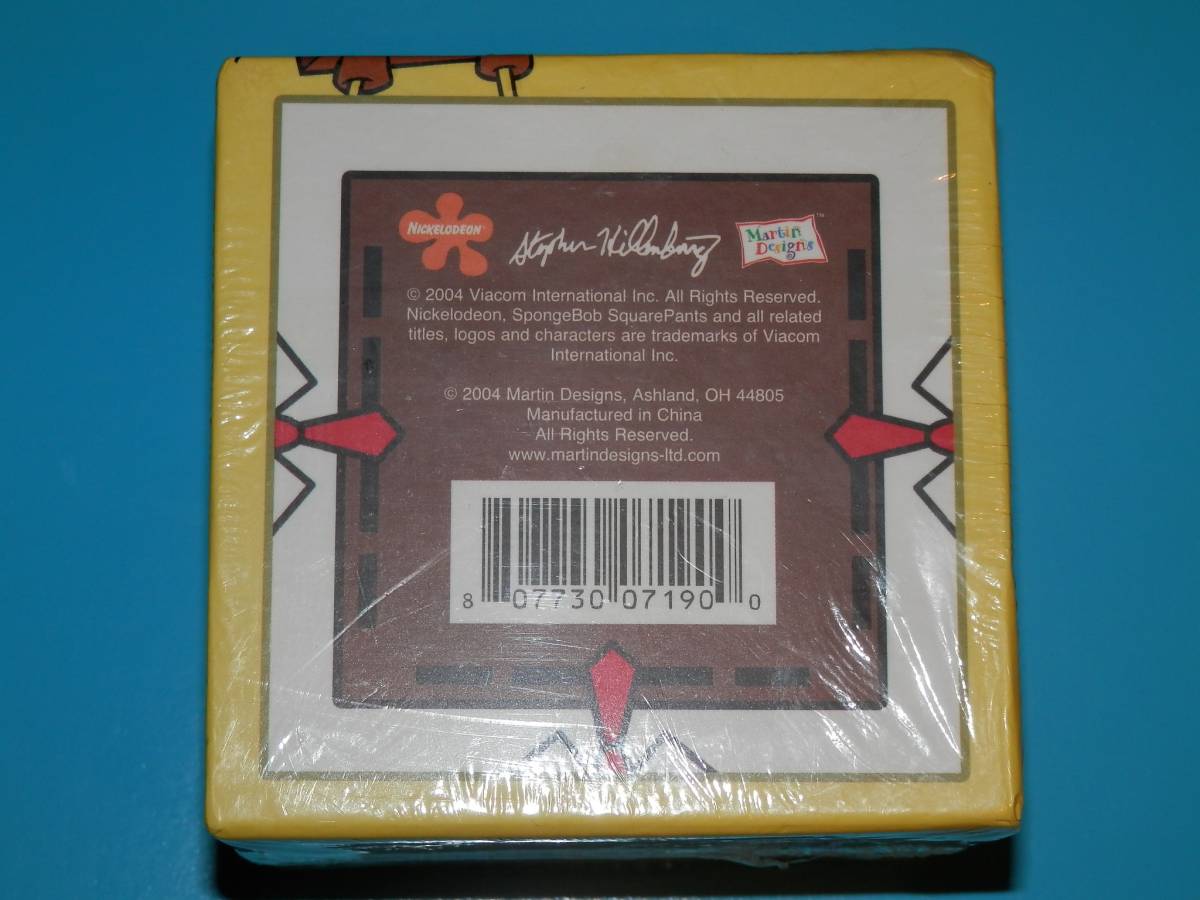 NICKELODEON
Stephen Hillenburg
Martin Designs ™
© 2004 Viacom International Inc. All Rights Reserved.
Nickelodeon, SpongeBob SquarePants and all related
titles, logos and characters are trademarks of Viacom
International Inc.
© 2004 Martin Designs, Ashland, OH 44805
Manufactured in China
All Rights Reserved.
www.martindesigns-ltd.com
8 07730 07190 0